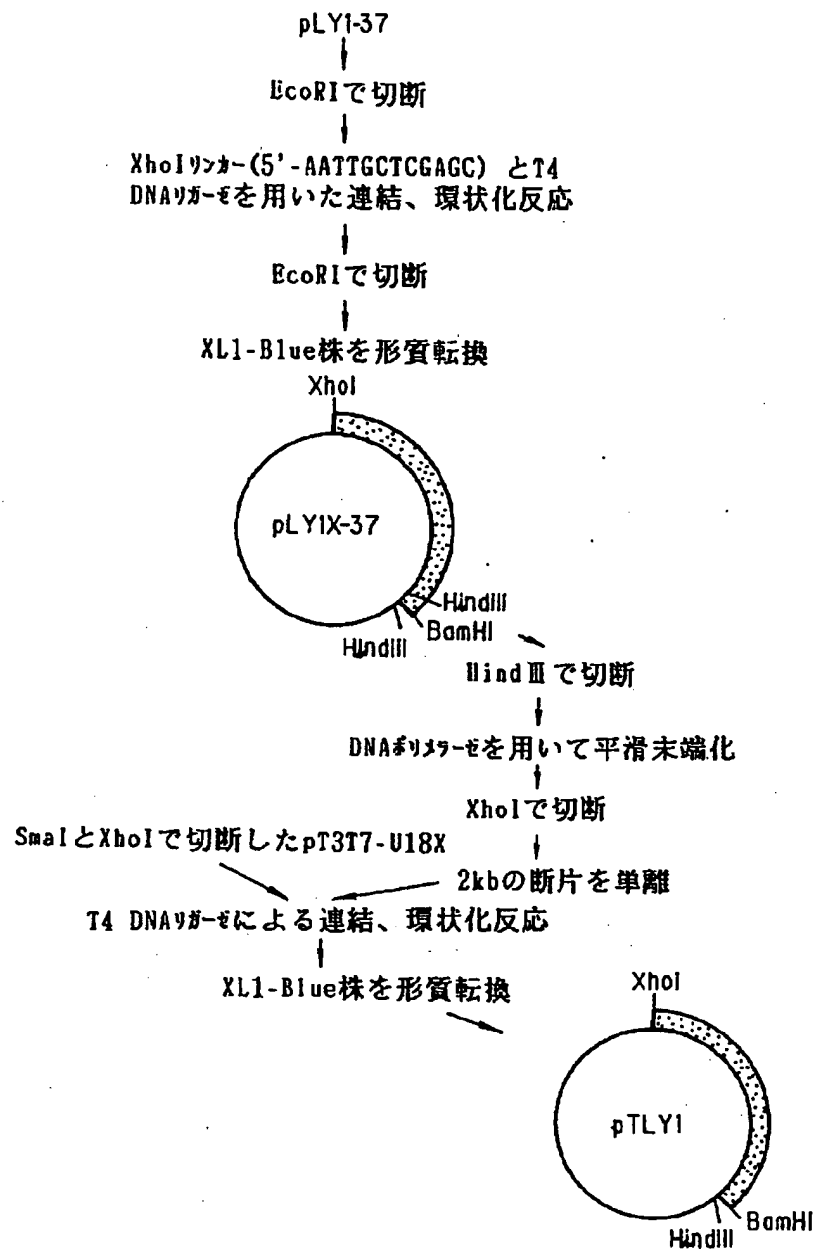 pLY1-37
EcoRIで切断
XhoIリンカー(5'-AATTGCTCGAGC) とT4
DNAリガーゼを用いた連結、環状化反応
EcoRIで切断
XL1-Blue株を形質転換
XhoI
pLY1X-37
HindIII
BamHI
HindIII
HindⅢで切断
DNAポリメラーゼを用いて平滑末端化
XhoIで切断
SmaIとXhoIで切断したpT3T7-U18X
2kbの断片を単離
T4 DNAリガーゼによる連結、環状化反応
XL1-Blue株を形質転換
XhoI
pTLY1
BamHI
HindIII